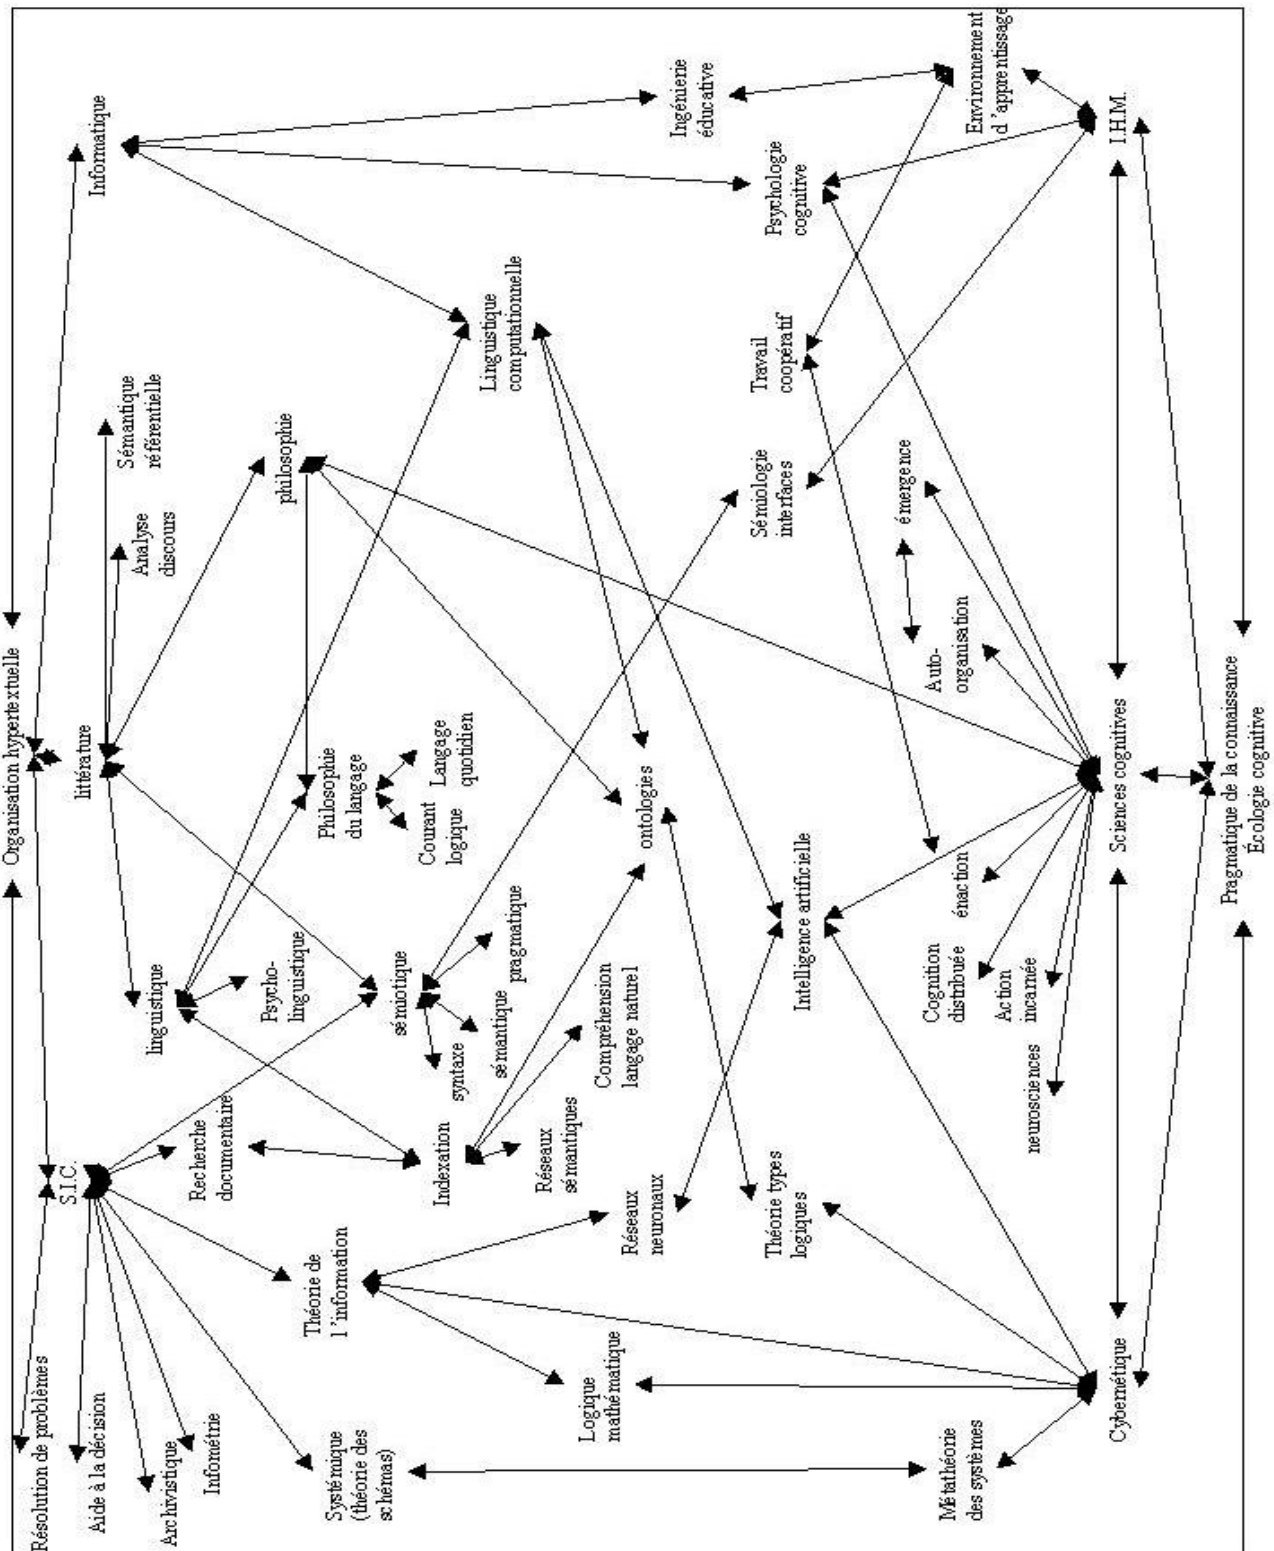 Organisation hypertextuelle
Résolution de problèmes
S.I.C.
littérature
Informatique
Aide à la décision
Archivistique
Infométrie
Recherche
documentaire
linguistique
Analyse
discours
Sémantique
référentielle
Psycho-
linguistique
philosophie
Systémique
(théorie des
schémas)
Théorie de
l'information
sémiotique
Philosophie
du langage
Courant
logique
Langage
quotidien
Indexation
syntaxe
sémantique
pragmatique
Linguistique
computationnelle
Réseaux
sémantiques
Compréhension
langage naturel
Logique
mathématique
Réseaux
neuronaux
ontologies
Ingénierie
éducative
Théorie types
logiques
Intelligence artificielle
Sémiologie
interfaces
Travail
coopératif
Psychologie
cognitive
Métathéorie
des systèmes
neurosciences
Cognition
distribuée
Action
incarnée
énaction
Auto-
organisation
émergence
Environnement
d'apprentissage
Cybernétique
Sciences cognitives
I.H.M.
Pragmatique de la connaissance
Écologie cognitive